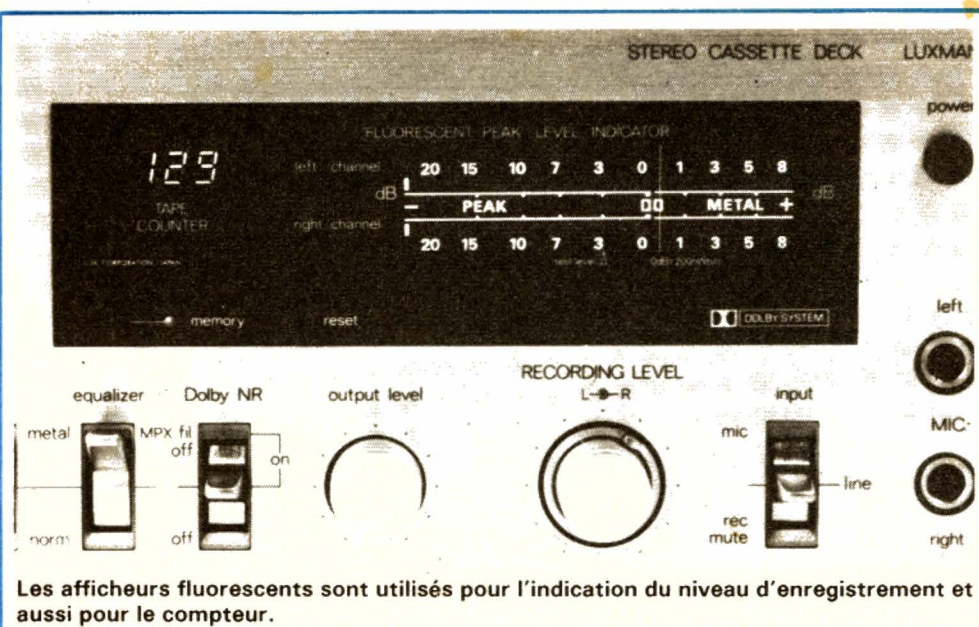 STEREO CASSETTE DECK LUXMAN
power
FLUORESCENT PEAK LEVEL INDICATOR
129
left channel 20 15 10 7 3 0 1 3 5 8
dB dB
- PEAK METAL +
TAPE
COUNTER
right channel
20 15 10 7 3 0 1 3 5 8
memory reset
DOLBY SYSTEM
left
RECORDING LEVEL
equalizer Dolby NR output level L R input
metal MPX fil mic MIC
off
on
line
rec
norm off mute right
Les afficheurs fluorescents sont utilisés pour l'indication du niveau d'enregistrement et
aussi pour le compteur.